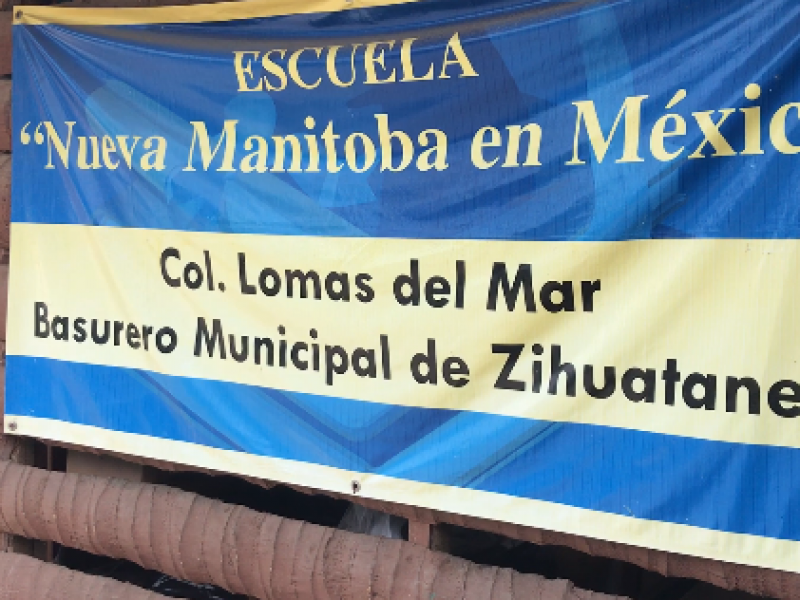 ESCUELA
“Nueva Manitoba en Méxic
Col. Lomas del Mar
Basurero Municipal de Zihuatane